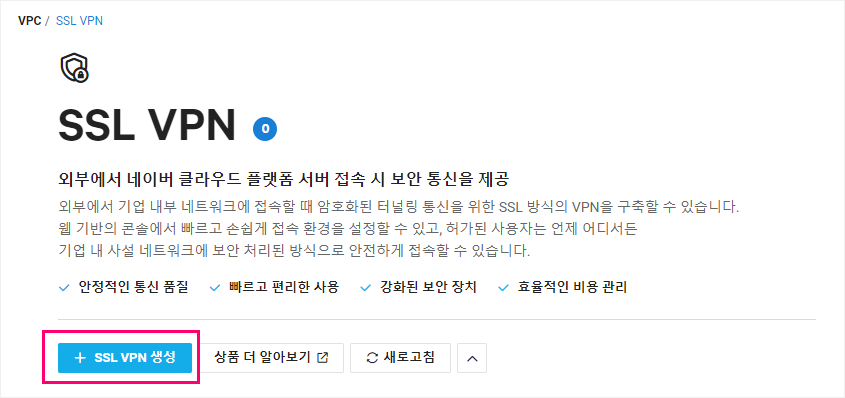 VPC / SSL VPN
SSL VPN 0
외부에서 네이버 클라우드 플랫폼 서버 접속 시 보안 통신을 제공
외부에서 기업 내부 네트워크에 접속할 때 암호화된 터널링 통신을 위한 SSL 방식의 VPN을 구축할 수 있습니다.
웹 기반의 콘솔에서 빠르고 손쉽게 접속 환경을 설정할 수 있고, 허가된 사용자는 언제 어디서든
기업 내 사설 네트워크에 보안 처리된 방식으로 안전하게 접속할 수 있습니다.
안정적인 통신 품질 빠르고 편리한 사용 강화된 보안 장치 효율적인 비용 관리
+ SSL VPN 생성 상품 더 알아보기 새로고침